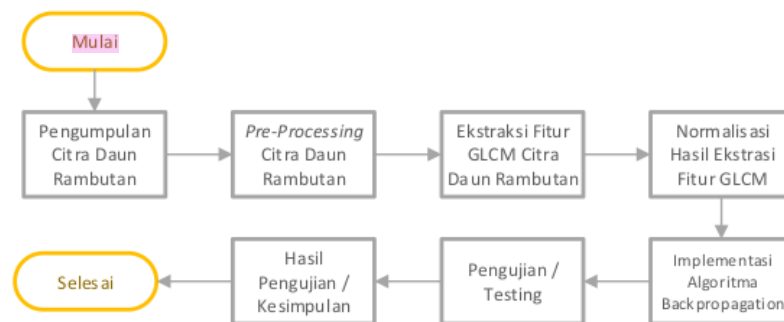 Mulai
Pengumpulan
Citra Daun
Rambutan
Pre-Processing
Citra Daun
Rambutan
Ekstraksi Fitur
GLCM Citra
Daun Rambutan
Normalisasi
Hasil Ekstrasi
Fitur GLCM
Implementasi
Algoritma
Backpropagation
Pengujian /
Testing
Hasil
Pengujian /
Kesimpulan
Selesai